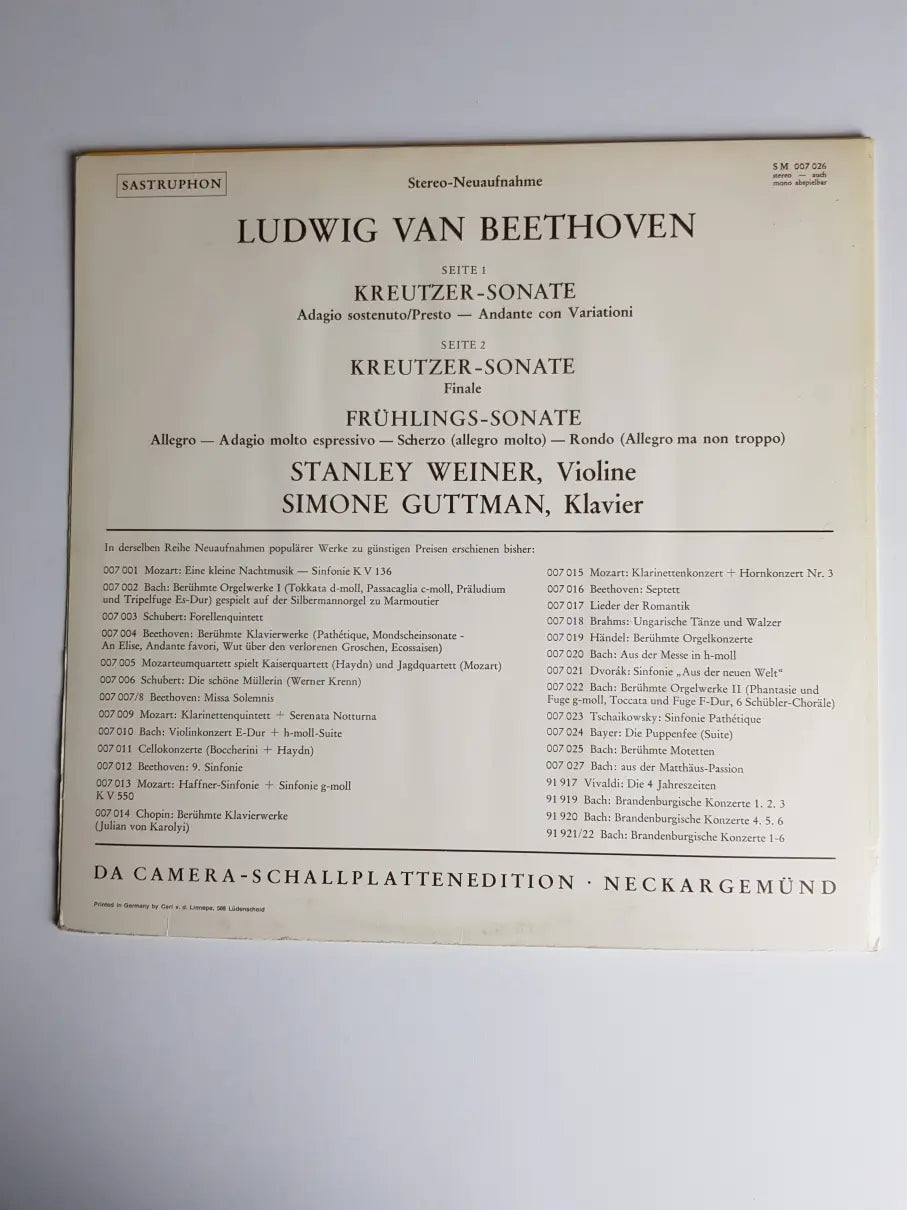 SASTRUPHON
Stereo-Neuaufnahme
SM 007 026
stereo — auch
mono abspielbar
LUDWIG VAN BEETHOVEN
SEITE 1
KREUTZER-SONATE
Adagio sostenuto/Presto — Andante con Variationi
SEITE 2
KREUTZER-SONATE
Finale
FRÜHLINGS-SONATE
Allegro — Adagio molto espressivo — Scherzo (allegro molto) — Rondo (Allegro ma non troppo)
STANLEY WEINER, Violine
SIMONE GUTTMAN, Klavier
In derselben Reihe Neuaufnahmen populärer Werke zu günstigen Preisen erschienen bisher:
007 001 Mozart: Eine kleine Nachtmusik — Sinfonie K V 136
007 002 Bach: Berühmte Orgelwerke I (Tokkata d-moll, Passacaglia c-moll, Präludium
und Tripelfuge Es-Dur) gespielt auf der Silbermannorgel zu Marmoutier
007 003 Schubert: Forellenquintett
007 004 Beethoven: Berühmte Klavierwerke (Pathétique, Mondscheinsonate -
An Elise, Andante favori, Wut über den verlorenen Groschen, Ecossaisen)
007 005 Mozarteumquartett spielt Kaiserquartett (Haydn) und Jagdquartett (Mozart)
007 006 Schubert: Die schöne Müllerin (Werner Krenn)
007 007/8 Beethoven: Missa Solemnis
007 009 Mozart: Klarinettenquintett + Serenata Notturna
007 010 Bach: Violinkonzert E-Dur + h-moll-Suite
007 011 Cellokonzerte (Boccherini + Haydn)
007 012 Beethoven: 9. Sinfonie
007 013 Mozart: Haffner-Sinfonie + Sinfonie g-moll
K V 550
007 014 Chopin: Berühmte Klavierwerke
(Julian von Karolyi)
007 015 Mozart: Klarinettenkonzert + Hornkonzert Nr. 3
007 016 Beethoven: Septett
007 017 Lieder der Romantik
007 018 Brahms: Ungarische Tänze und Walzer
007 019 Händel: Berühmte Orgelkonzerte
007 020 Bach: Aus der Messe in h-moll
007 021 Dvorák: Sinfonie „Aus der neuen Welt“
007 022 Bach: Berühmte Orgelwerke II (Phantasie und
Fuge g-moll, Toccata und Fuge F-Dur, 6 Schübler-Choräle)
007 023 Tschaikowsky: Sinfonie Pathétique
007 024 Bayer: Die Puppenfee (Suite)
007 025 Bach: Berühmte Motetten
007 027 Bach: aus der Matthäus-Passion
91 917 Vivaldi: Die 4 Jahreszeiten
91 919 Bach: Brandenburgische Konzerte 1. 2. 3
91 920 Bach: Brandenburgische Konzerte 4. 5. 6
91 921/22 Bach: Brandenburgische Konzerte 1-6
DA CAMERA-SCHALLPLATTENEDITION · NECKARGEMÜND
Printed in Germany by Carl v. d. Linnepe, 588 Lüdenscheid